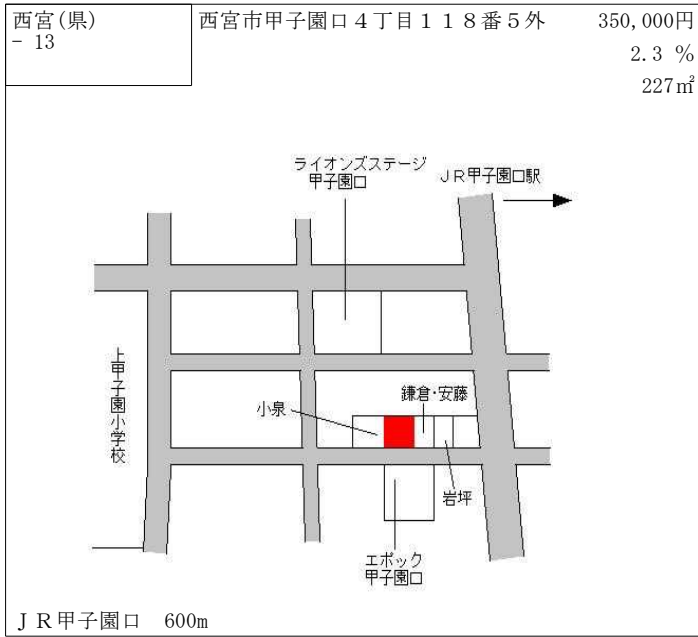 西宮(県)
- 13
西宮市甲子園口４丁目１１８番５外
350,000円
2.3 %
227㎡
ライオンズステージ
甲子園口
ＪＲ甲子園口駅
上甲子園小学校
小泉
鎌倉・安藤
岩坪
エポック
甲子園口
ＪＲ甲子園口　600m